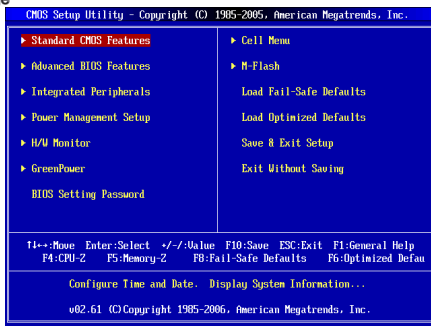 CMOS Setup Utility - Copyright (C) 1985-2005, American Megatrends, Inc.
▶ Standard CMOS Features
▶ Advanced BIOS Features
▶ Integrated Peripherals
▶ Power Management Setup
▶ H/W Monitor
▶ GreenPower
BIOS Setting Password
▶ Cell Menu
▶ M-Flash
Load Fail-Safe Defaults
Load Optimized Defaults
Save & Exit Setup
Exit Without Saving
↑↓←→:Move Enter:Select +/-/:Value F10:Save ESC:Exit F1:General Help
F4:CPU-Z F5:Memory-Z F8:Fail-Safe Defaults F6:Optimized Defau
Configure Time and Date. Display System Information...
v02.61 (C)Copyright 1985-2006, American Megatrends, Inc.